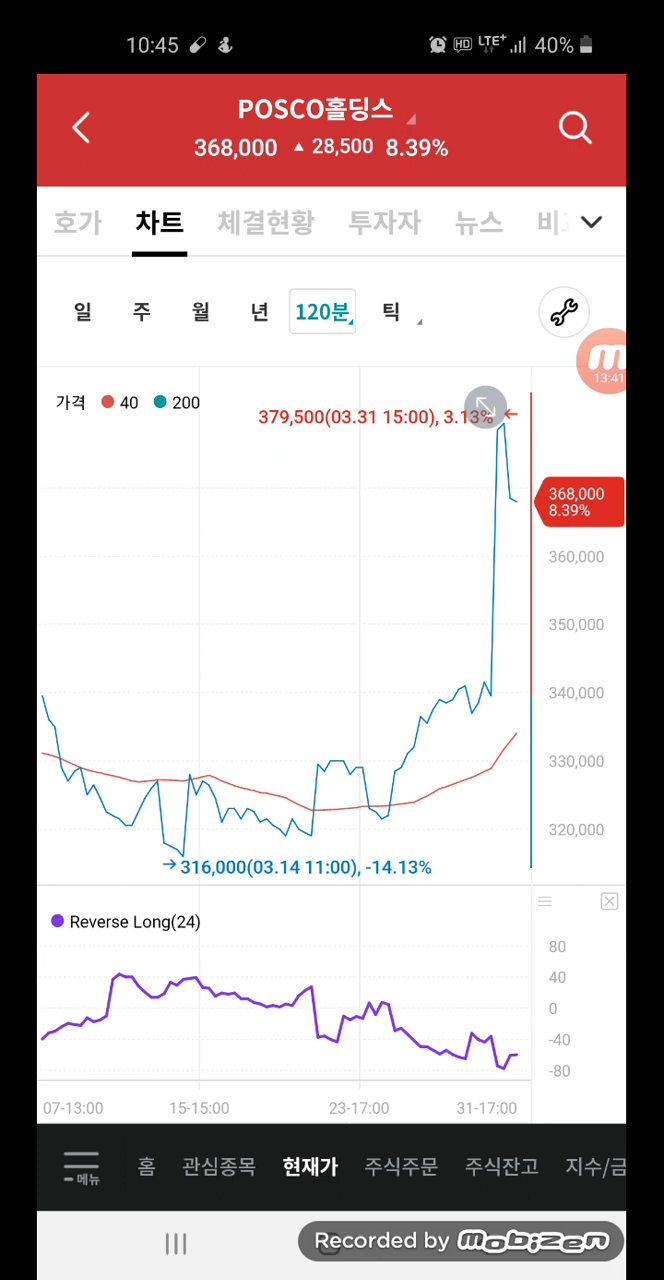 10:45 HD LTE+ 40%
POSCO홀딩스
368,000 ▲ 28,500 8.39%
호가 차트 체결현황 투자자 뉴스
일 주 월 년 120분 틱
13:41
가격 40 200
379,500(03.31 15:00), 3.13%
368,000
8.39%
360,000
350,000
340,000
330,000
320,000
316,000(03.14 11:00), -14.13%
Reverse Long(24)
80
40
0
-40
-80
07-13:00 15-15:00 23-17:00 31-17:00
메뉴 홈 관심종목 현재가 주식주문 주식잔고 지수/금
Recorded by mobizen